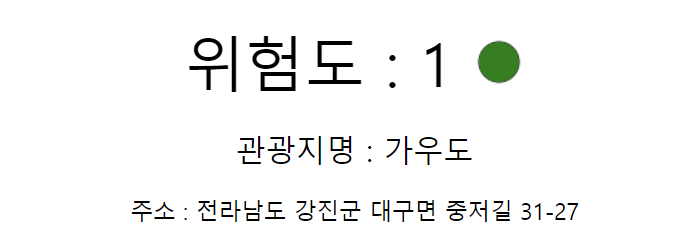 위험도 : 1
관광지명 : 가우도
주소 : 전라남도 강진군 대구면 중저길 31-27